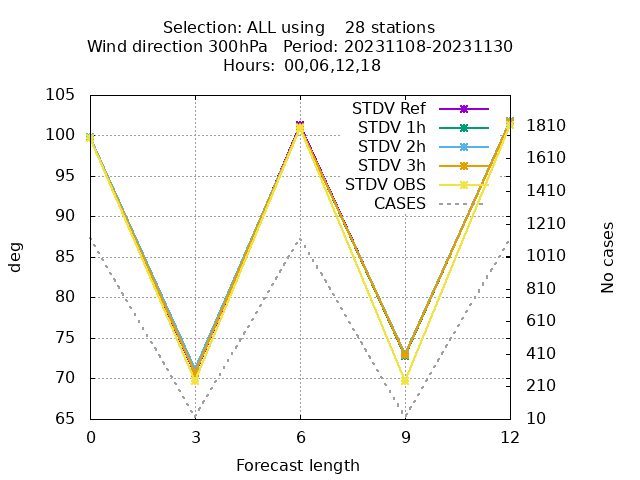 Selection: ALL using    28 stations
Wind direction 300hPa   Period: 20231108-20231130
Hours: 00,06,12,18
105
100
95
90
85
80
75
70
65
deg
STDV Ref
STDV 1h
STDV 2h
STDV 3h
STDV OBS
CASES
1810
1610
1410
1210
1010
810
610
410
210
10
No cases
0 3 6 9 12
Forecast length